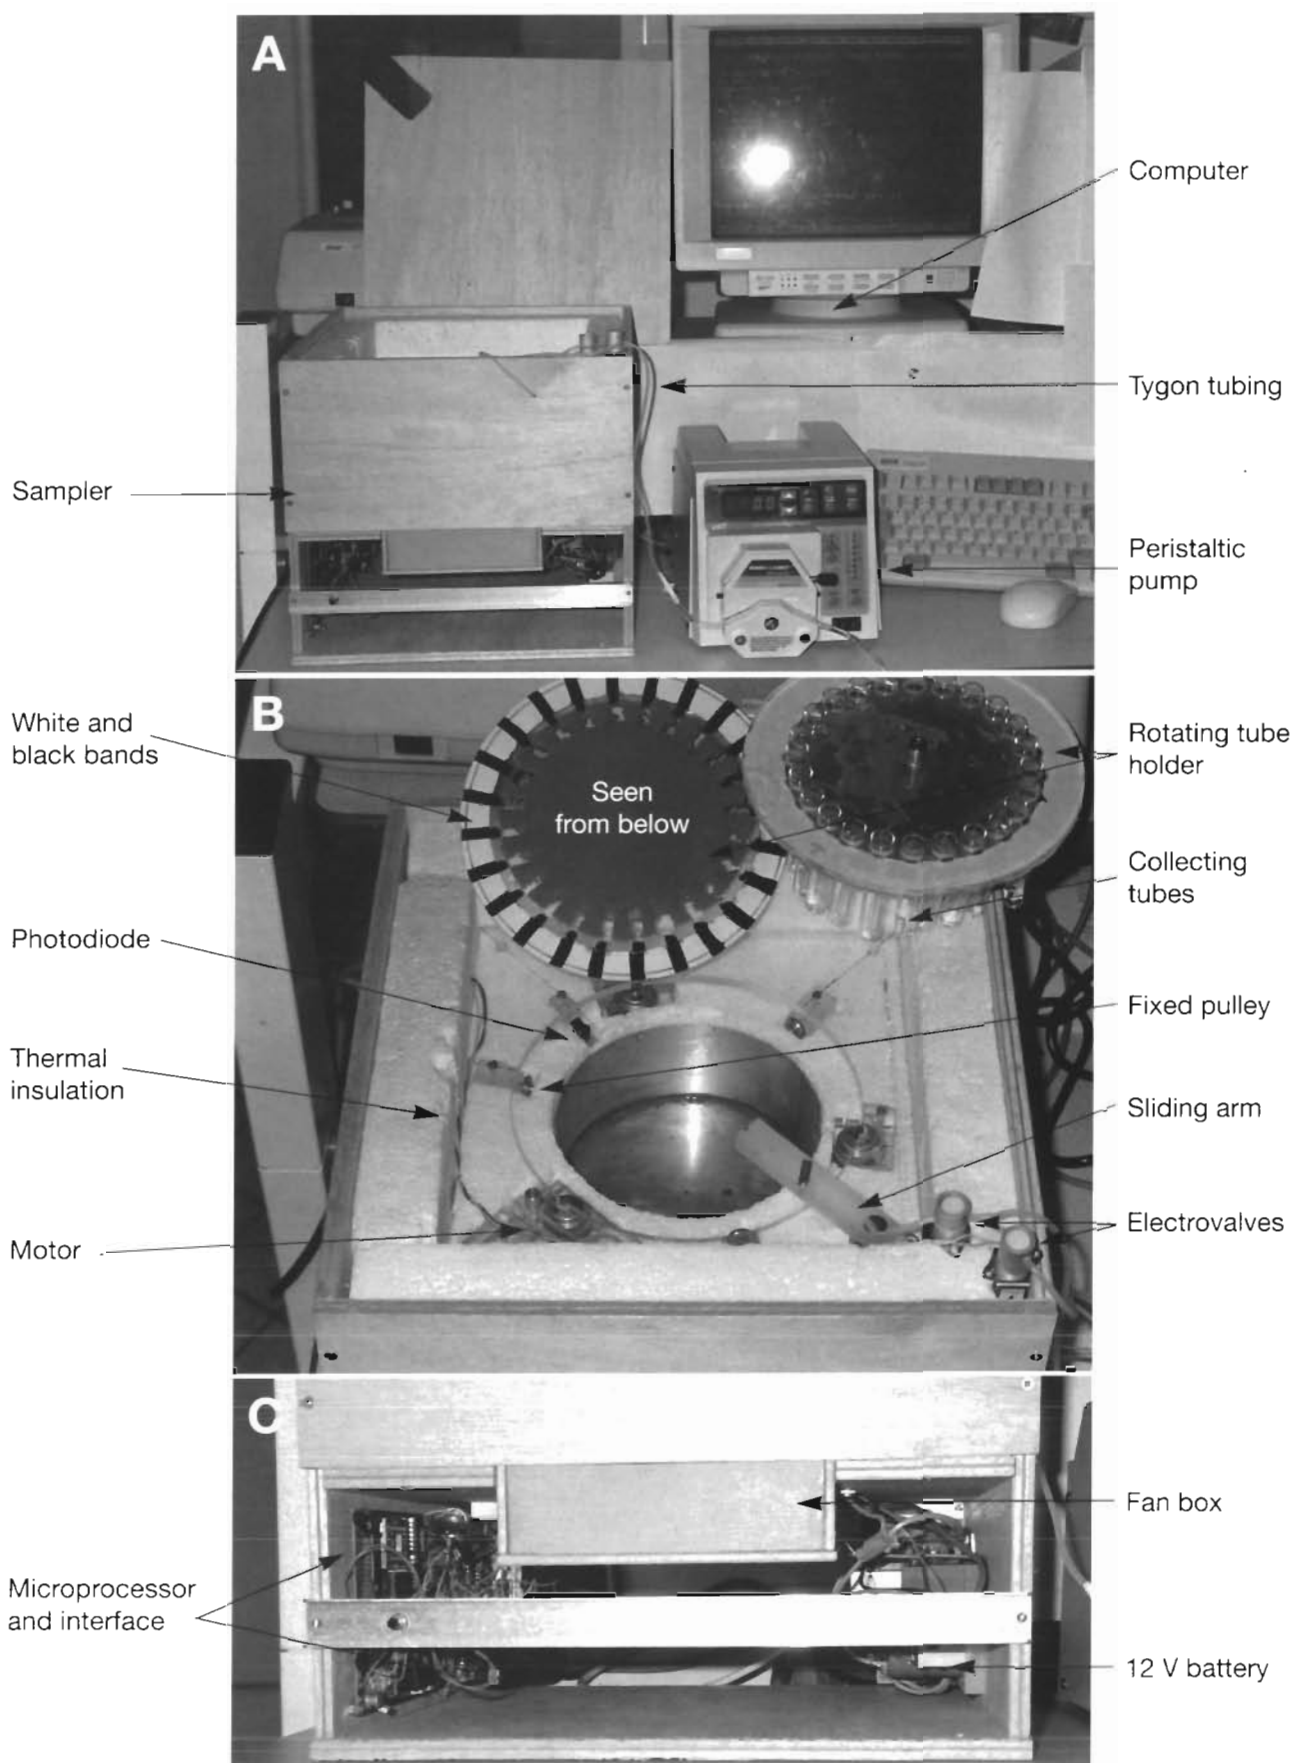 A
Computer
Tygon tubing
Sampler
Peristaltic
pump
B
White and
black bands
Seen
from below
Rotating tube
holder
Collecting
tubes
Photodiode
Fixed pulley
Thermal
insulation
Sliding arm
Electrovalves
Motor
C
Fan box
Microprocessor
and interface
12 V battery